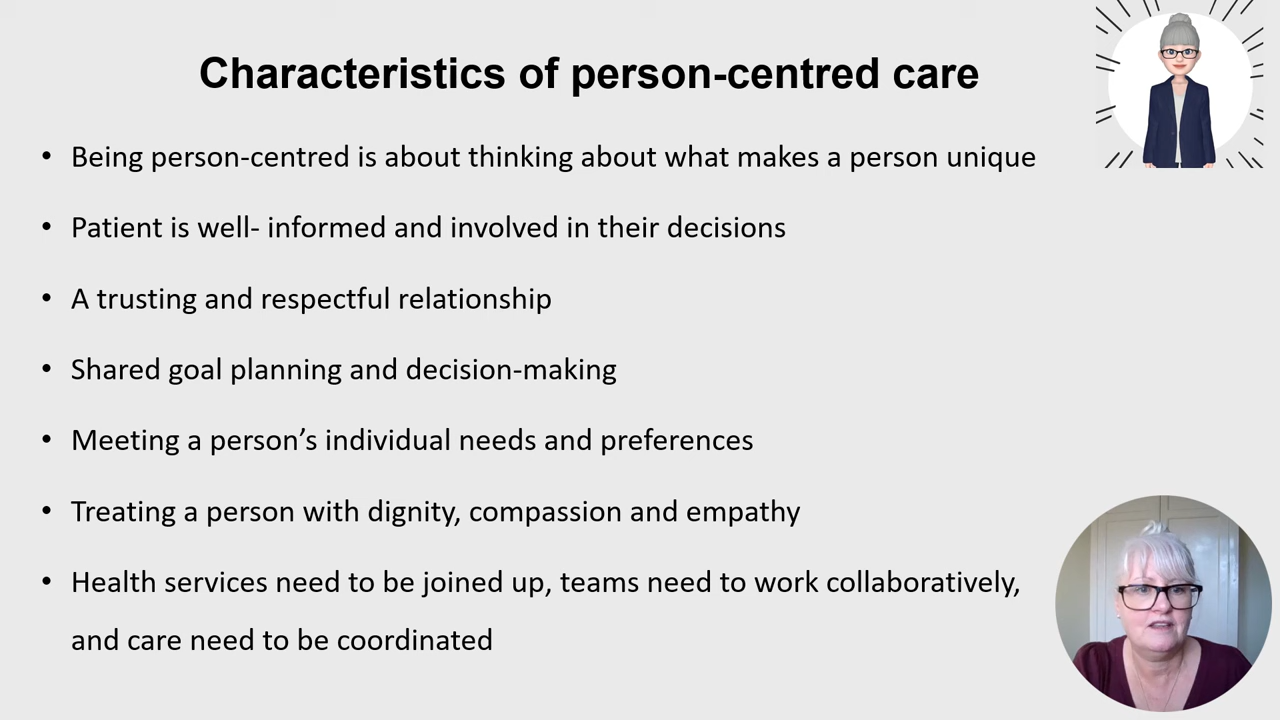 Characteristics of person-centred care
• Being person-centred is about thinking about what makes a person unique
• Patient is well- informed and involved in their decisions
• A trusting and respectful relationship
• Shared goal planning and decision-making
• Meeting a person’s individual needs and preferences
• Treating a person with dignity, compassion and empathy
• Health services need to be joined up, teams need to work collaboratively,
and care need to be coordinated